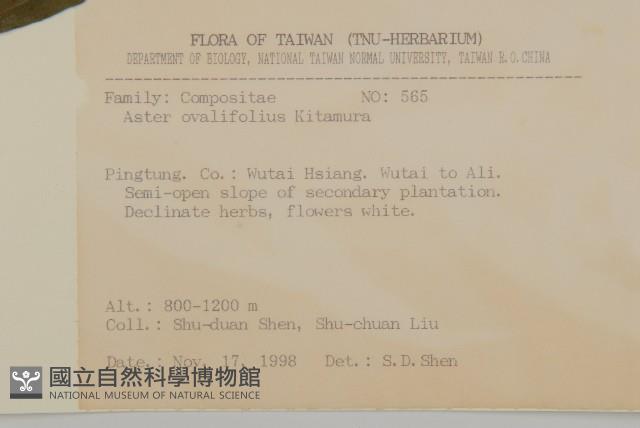 FLORA OF TAIWAN (TNU-HERBARIUM)
DEPARTMENT OF BIOLOGY, NATIONAL TAIWAN NORMAL UNIVERSITY, TAIWAN R.O.CHINA
Family: Compositae NO: 565
Aster ovalifolius Kitamura
Pingtung. Co.: Wutai Hsiang. Wutai to Ali.
Semi-open slope of secondary plantation.
Declinate herbs, flowers white.
Alt.: 800-1200 m
Coll.: Shu-duan Shen, Shu-chuan Liu
Date.: Nov. 17, 1998 Det.: S.D.Shen
國立自然科學博物館
NATIONAL MUSEUM OF NATURAL SCIENCE